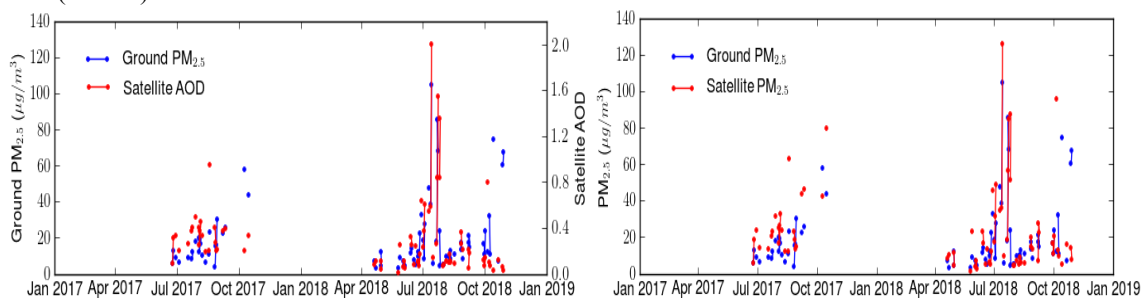 140
120
100
80
60
40
20
0
Ground PM2.5 (μg/m³)
Ground PM2.5
Satellite AOD
2.0
1.6
1.2
0.8
0.4
0.0
Satellite AOD
Jan 2017 Apr 2017 Jul 2017 Oct 2017 Jan 2018 Apr 2018 Jul 2018 Oct 2018 Jan 2019
140
120
100
80
60
40
20
0
PM2.5 (μg/m³)
Ground PM2.5
Satellite PM2.5
Jan 2017 Apr 2017 Jul 2017 Oct 2017 Jan 2018 Apr 2018 Jul 2018 Oct 2018 Jan 2019